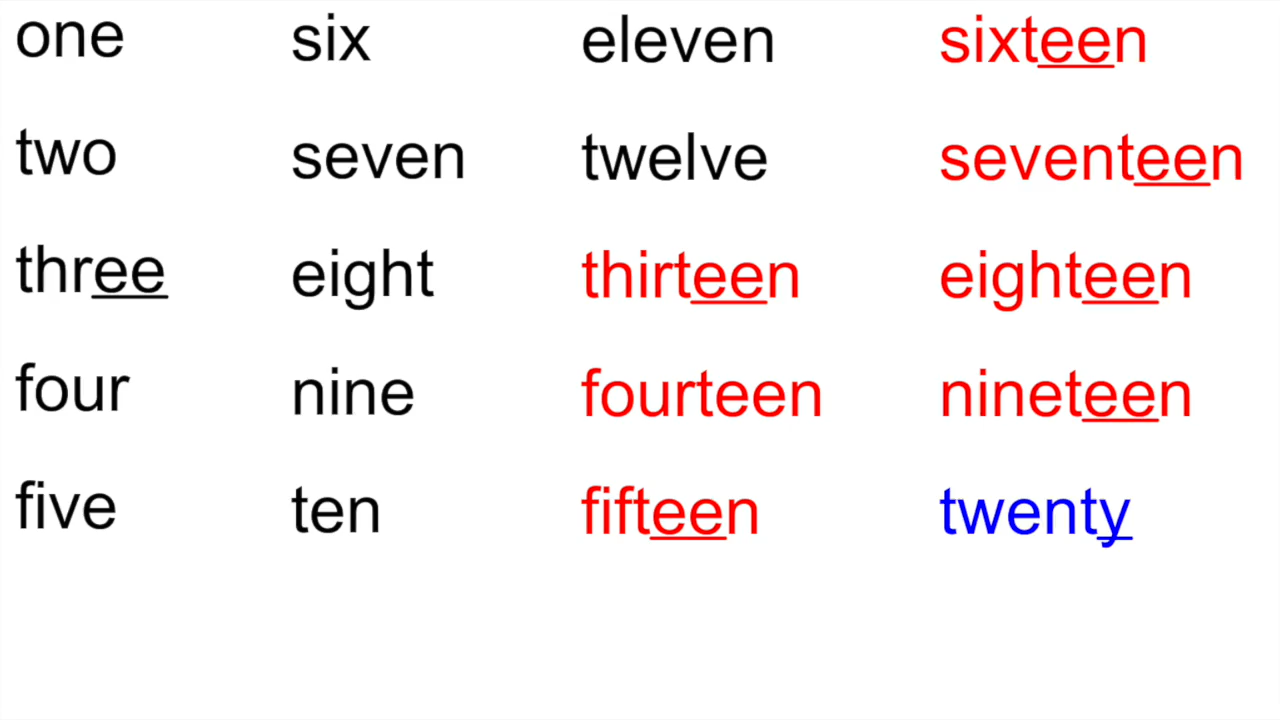 one six eleven sixteen
two seven twelve seventeen
three eight thirteen eighteen
four nine fourteen nineteen
five ten fifteen twenty